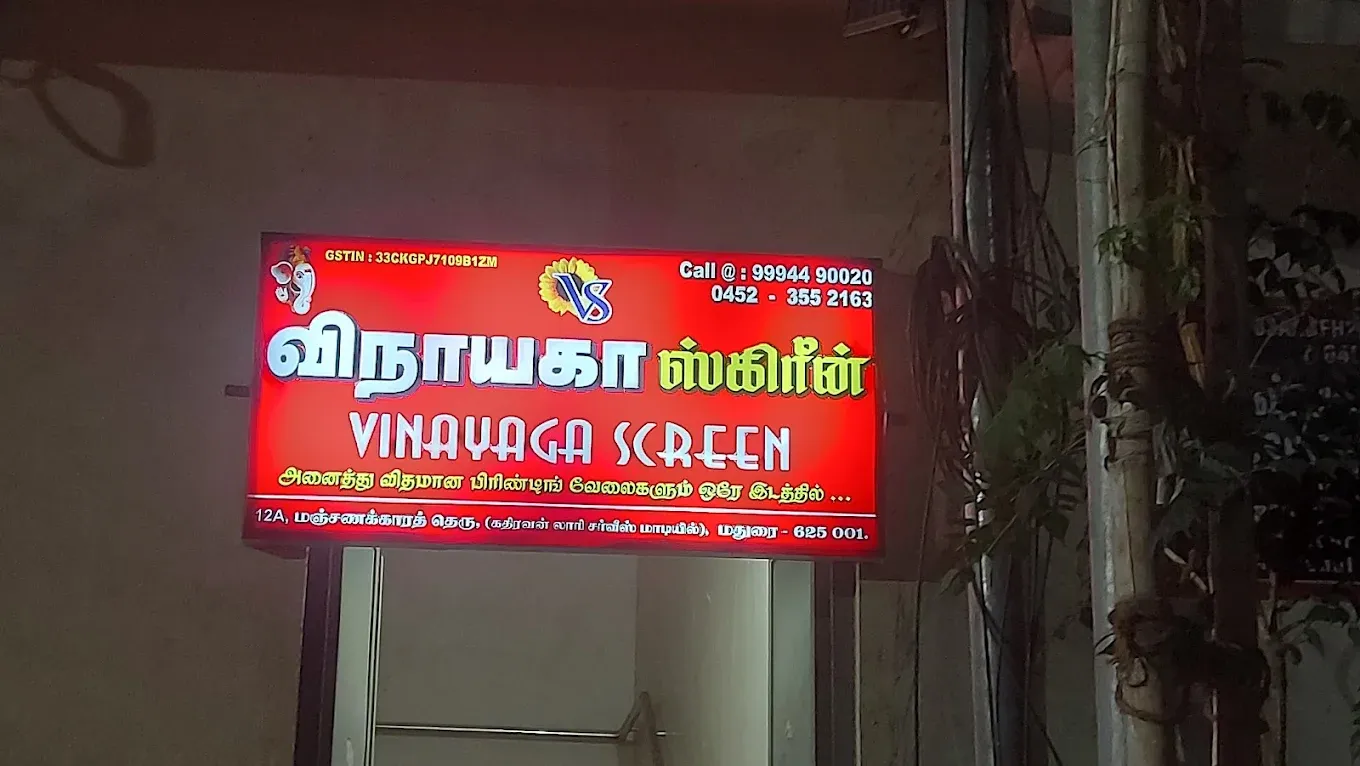 GSTIN : 33CKGPJ7109B1ZM
VS
Call @ : 99944 90020
0452 - 355 2163
விநாயகா ஸ்கிரீன்
VINAYAGA SCREEN
அனைத்து விதமான பிரிண்டிங் வேலைகளும் ஒரே இடத்தில் ...
12A, மஞ்சணக்காரத் தெரு, (கதிரவன் லாரி சர்வீஸ் மாடியில்), மதுரை - 625 001.